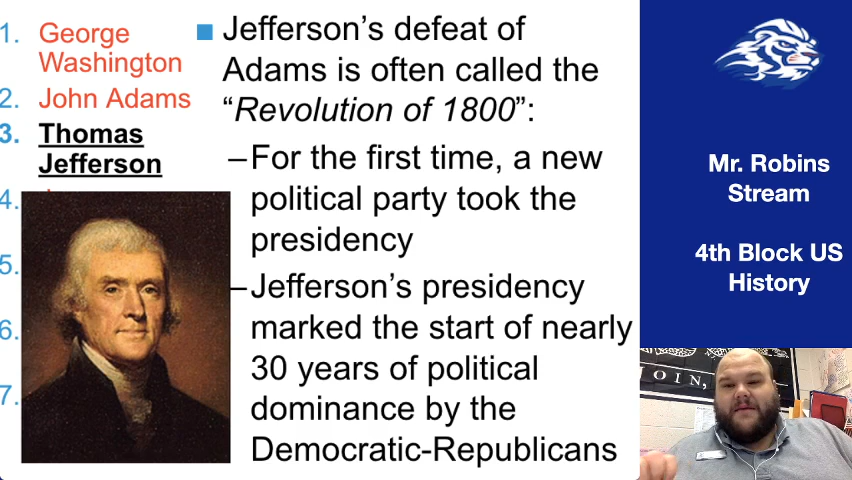 1. George
Washington
2. John Adams
3. Thomas
Jefferson
4.
5.
6.
7.
■ Jefferson’s defeat of
Adams is often called the
“Revolution of 1800”:
–For the first time, a new
political party took the
presidency
–Jefferson’s presidency
marked the start of nearly
30 years of political
dominance by the
Democratic-Republicans
Mr. Robins
Stream
4th Block US
History
OIN,